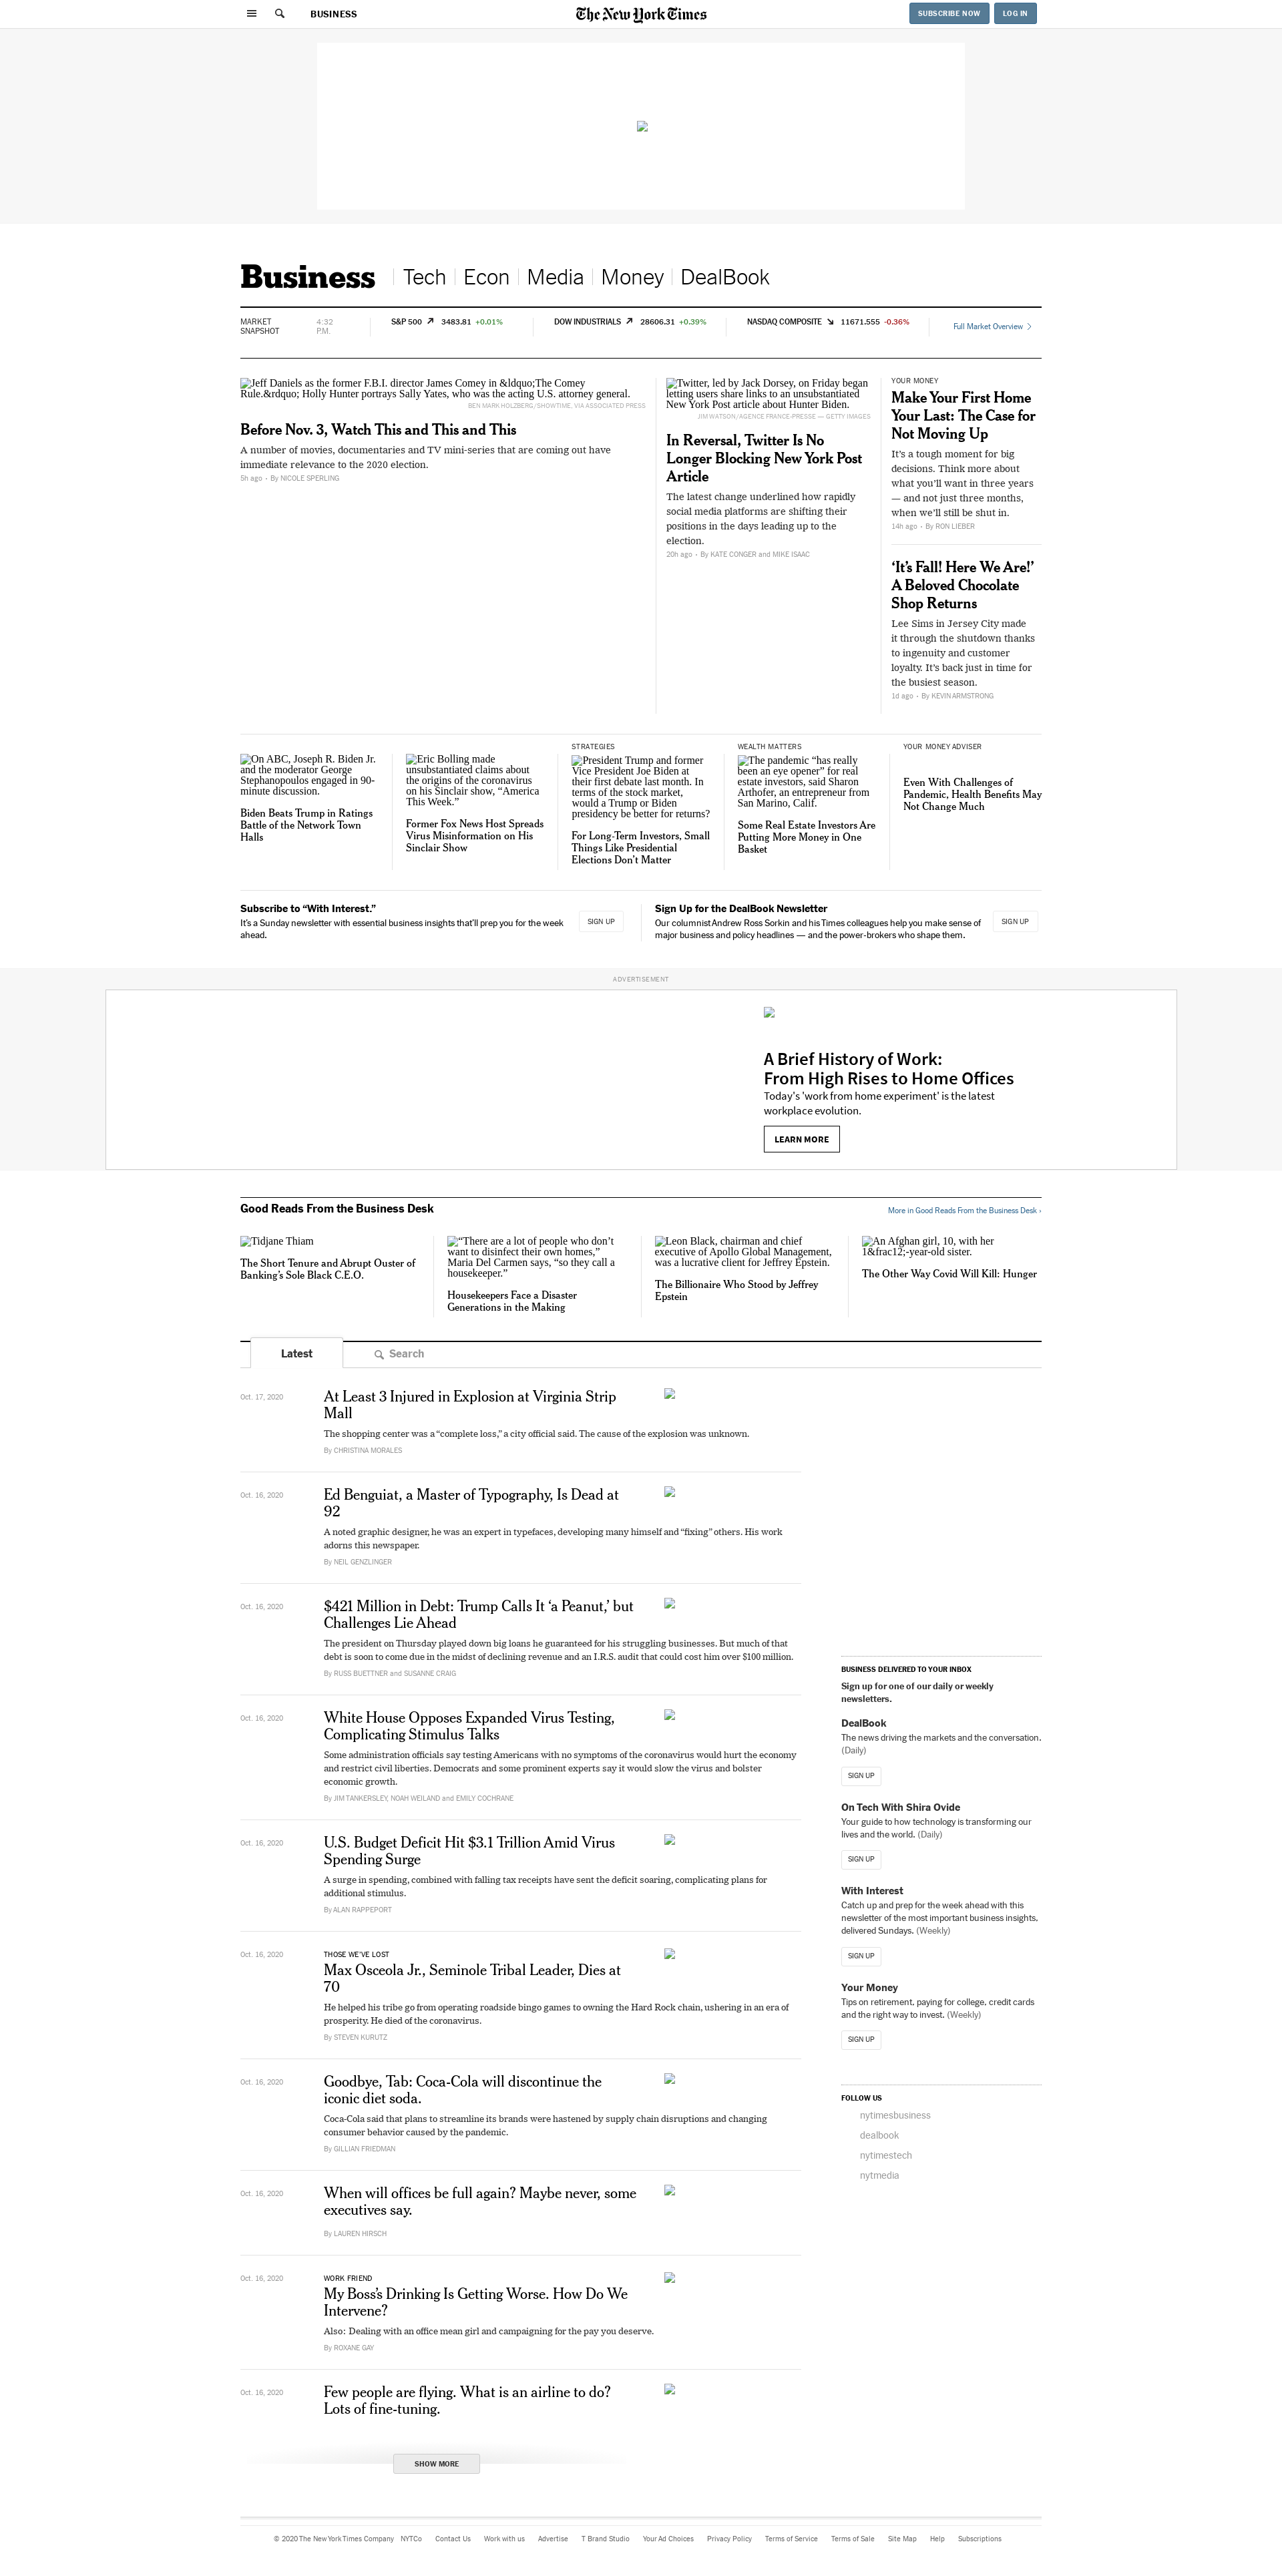 BUSINESS
The New York Times
SUBSCRIBE NOW
LOG IN
Business
Tech
Econ
Media
Money
DealBook
MARKET
SNAPSHOT
4:32
P.M.
S&P 500 3483.81 +0.01%
DOW INDUSTRIALS 28606.31 +0.39%
NASDAQ COMPOSITE 11671.555 -0.36%
Full Market Overview
Jeff Daniels as the former F.B.I. director James Comey in &ldquo;The Comey
Rule.&rdquo; Holly Hunter portrays Sally Yates, who was the acting U.S. attorney general.
BEN MARK HOLZBERG/SHOWTIME, VIA ASSOCIATED PRESS
Before Nov. 3, Watch This and This and This
A number of movies, documentaries and TV mini-series that are coming out have
immediate relevance to the 2020 election.
5h ago · By NICOLE SPERLING
Twitter, led by Jack Dorsey, on Friday began
letting users share links to an unsubstantiated
New York Post article about Hunter Biden.
JIM WATSON/AGENCE FRANCE-PRESSE — GETTY IMAGES
In Reversal, Twitter Is No
Longer Blocking New York Post
Article
The latest change underlined how rapidly
social media platforms are shifting their
positions in the days leading up to the
election.
20h ago · By KATE CONGER and MIKE ISAAC
YOUR MONEY
Make Your First Home
Your Last: The Case for
Not Moving Up
It’s a tough moment for big
decisions. Think more about
what you’ll want in three years
— and not just three months,
when we’ll still be shut in.
14h ago · By RON LIEBER
‘It’s Fall! Here We Are!’
A Beloved Chocolate
Shop Returns
Lee Sims in Jersey City made
it through the shutdown thanks
to ingenuity and customer
loyalty. It’s back just in time for
the busiest season.
1d ago · By KEVIN ARMSTRONG
On ABC, Joseph R. Biden Jr.
and the moderator George
Stephanopoulos engaged in 90-
minute discussion.
Biden Beats Trump in Ratings
Battle of the Network Town
Halls
Eric Bolling made
unsubstantiated claims about
the origins of the coronavirus
on his Sinclair show, “America
This Week.”
Former Fox News Host Spreads
Virus Misinformation on His
Sinclair Show
STRATEGIES
President Trump and former
Vice President Joe Biden at
their first debate last month. In
terms of the stock market,
would a Trump or Biden
presidency be better for returns?
For Long-Term Investors, Small
Things Like Presidential
Elections Don’t Matter
WEALTH MATTERS
The pandemic “has really
been an eye opener” for real
estate investors, said Sharon
Arthofer, an entrepreneur from
San Marino, Calif.
Some Real Estate Investors Are
Putting More Money in One
Basket
YOUR MONEY ADVISER
Even With Challenges of
Pandemic, Health Benefits May
Not Change Much
Subscribe to “With Interest.”
It’s a Sunday newsletter with essential business insights that’ll prep you for the week
ahead.
SIGN UP
Sign Up for the DealBook Newsletter
Our columnist Andrew Ross Sorkin and his Times colleagues help you make sense of
major business and policy headlines — and the power-brokers who shape them.
SIGN UP
ADVERTISEMENT
A Brief History of Work:
From High Rises to Home Offices
Today's 'work from home experiment' is the latest
workplace evolution.
LEARN MORE
Good Reads From the Business Desk
More in Good Reads From the Business Desk ›
Tidjane Thiam
The Short Tenure and Abrupt Ouster of
Banking’s Sole Black C.E.O.
“There are a lot of people who don’t
want to disinfect their own homes,”
Maria Del Carmen says, “so they call a
housekeeper.”
Housekeepers Face a Disaster
Generations in the Making
Leon Black, chairman and chief
executive of Apollo Global Management,
was a lucrative client for Jeffrey Epstein.
The Billionaire Who Stood by Jeffrey
Epstein
An Afghan girl, 10, with her
1&frac12;-year-old sister.
The Other Way Covid Will Kill: Hunger
Latest
Search
Oct. 17, 2020
At Least 3 Injured in Explosion at Virginia Strip
Mall
The shopping center was a “complete loss,” a city official said. The cause of the explosion was unknown.
By CHRISTINA MORALES
Oct. 16, 2020
Ed Benguiat, a Master of Typography, Is Dead at
92
A noted graphic designer, he was an expert in typefaces, developing many himself and “fixing” others. His work
adorns this newspaper.
By NEIL GENZLINGER
Oct. 16, 2020
$421 Million in Debt: Trump Calls It ‘a Peanut,’ but
Challenges Lie Ahead
The president on Thursday played down big loans he guaranteed for his struggling businesses. But much of that
debt is soon to come due in the midst of declining revenue and an I.R.S. audit that could cost him over $100 million.
By RUSS BUETTNER and SUSANNE CRAIG
Oct. 16, 2020
White House Opposes Expanded Virus Testing,
Complicating Stimulus Talks
Some administration officials say testing Americans with no symptoms of the coronavirus would hurt the economy
and restrict civil liberties. Democrats and some prominent experts say it would slow the virus and bolster
economic growth.
By JIM TANKERSLEY, NOAH WEILAND and EMILY COCHRANE
Oct. 16, 2020
U.S. Budget Deficit Hit $3.1 Trillion Amid Virus
Spending Surge
A surge in spending, combined with falling tax receipts have sent the deficit soaring, complicating plans for
additional stimulus.
By ALAN RAPPEPORT
Oct. 16, 2020
THOSE WE’VE LOST
Max Osceola Jr., Seminole Tribal Leader, Dies at
70
He helped his tribe go from operating roadside bingo games to owning the Hard Rock chain, ushering in an era of
prosperity. He died of the coronavirus.
By STEVEN KURUTZ
Oct. 16, 2020
Goodbye, Tab: Coca-Cola will discontinue the
iconic diet soda.
Coca-Cola said that plans to streamline its brands were hastened by supply chain disruptions and changing
consumer behavior caused by the pandemic.
By GILLIAN FRIEDMAN
Oct. 16, 2020
When will offices be full again? Maybe never, some
executives say.
By LAUREN HIRSCH
Oct. 16, 2020
WORK FRIEND
My Boss’s Drinking Is Getting Worse. How Do We
Intervene?
Also: Dealing with an office mean girl and campaigning for the pay you deserve.
By ROXANE GAY
Oct. 16, 2020
Few people are flying. What is an airline to do?
Lots of fine-tuning.
SHOW MORE
BUSINESS DELIVERED TO YOUR INBOX
Sign up for one of our daily or weekly
newsletters.
DealBook
The news driving the markets and the conversation.
(Daily)
SIGN UP
On Tech With Shira Ovide
Your guide to how technology is transforming our
lives and the world. (Daily)
SIGN UP
With Interest
Catch up and prep for the week ahead with this
newsletter of the most important business insights,
delivered Sundays. (Weekly)
SIGN UP
Your Money
Tips on retirement, paying for college, credit cards
and the right way to invest. (Weekly)
SIGN UP
FOLLOW US
nytimesbusiness
dealbook
nytimestech
nytmedia
© 2020 The New York Times Company NYTCo Contact Us Work with us Advertise T Brand Studio Your Ad Choices Privacy Policy Terms of Service Terms of Sale Site Map Help Subscriptions